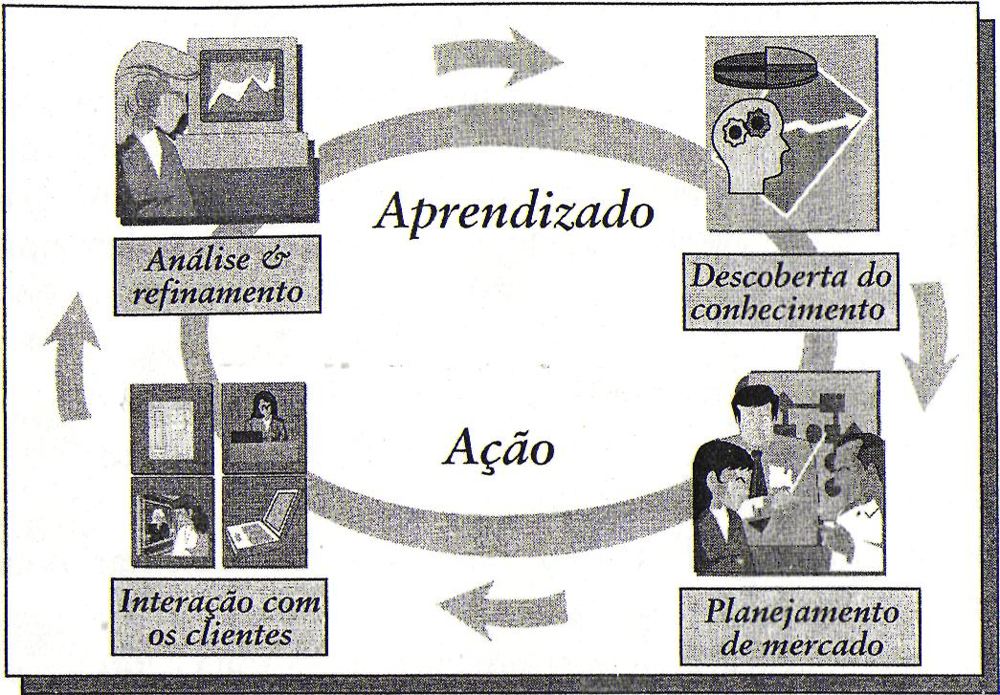 Aprendizado
Análise &
refinamento
Descoberta do
conhecimento
Ação
Interação com
os clientes
Planejamento
de mercado